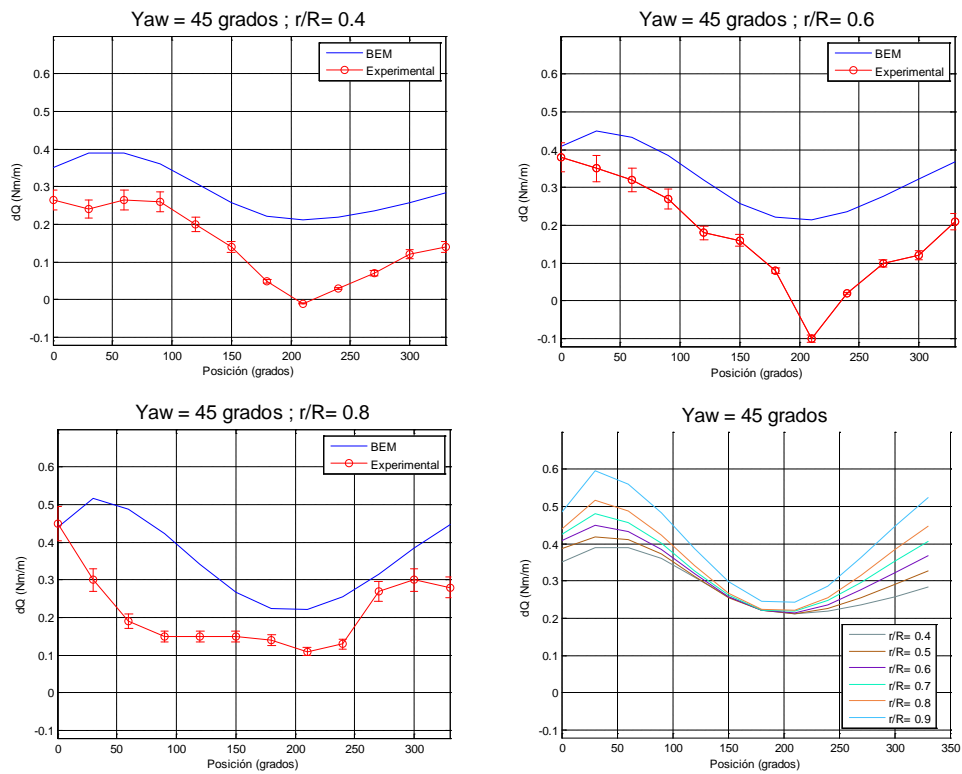 Yaw = 45 grados ; r/R= 0.4
BEM
Experimental
0.6
0.5
0.4
0.3
0.2
0.1
0
-0.1
dQ (Nm/m)
0 50 100 150 200 250 300
Posición (grados)
Yaw = 45 grados ; r/R= 0.6
BEM
Experimental
0.6
0.5
0.4
0.3
0.2
0.1
0
-0.1
dQ (Nm/m)
0 50 100 150 200 250 300
Posición (grados)
Yaw = 45 grados ; r/R= 0.8
BEM
Experimental
0.6
0.5
0.4
0.3
0.2
0.1
0
-0.1
dQ (Nm/m)
0 50 100 150 200 250 300
Posición (grados)
Yaw = 45 grados
0.6
0.5
0.4
0.3
0.2
0.1
0
-0.1
dQ (Nm/m)
r/R= 0.4
r/R= 0.5
r/R= 0.6
r/R= 0.7
r/R= 0.8
r/R= 0.9
0 50 100 150 200 250 300 350
Posición (grados)